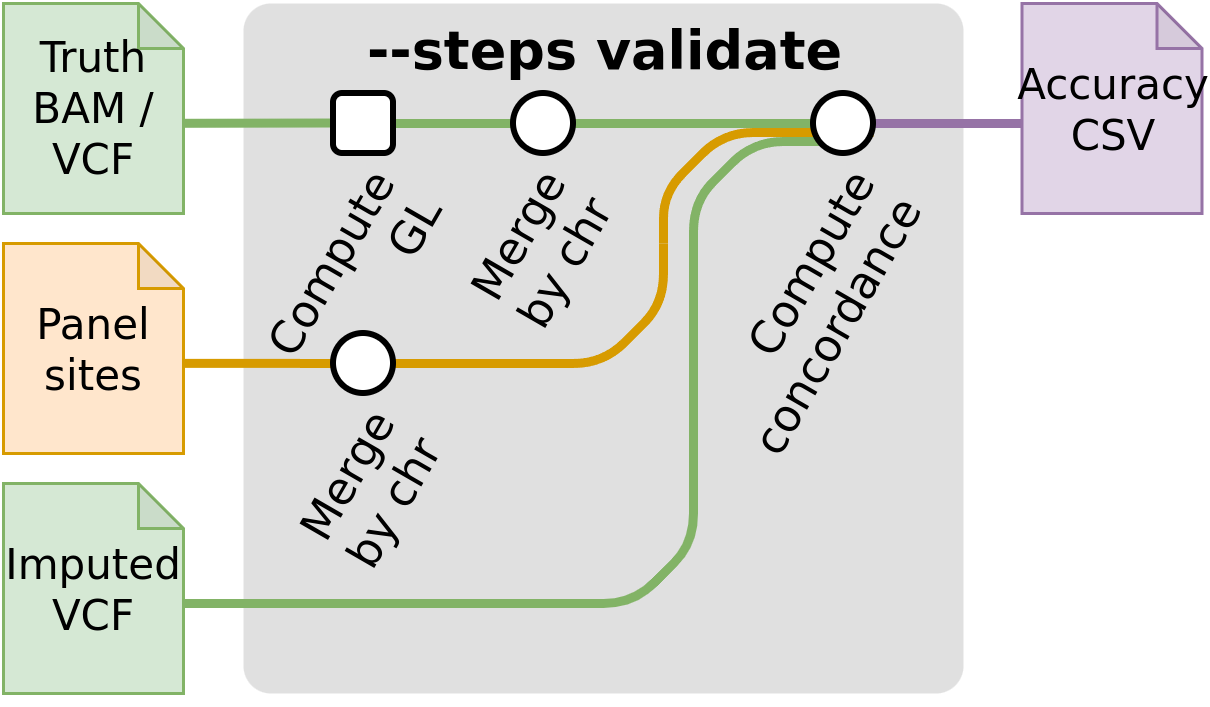 --steps validate
Truth
BAM /
VCF
Accuracy
CSV
Compute
GL
Merge
by chr
Compute
concordance
Panel
sites
Merge
by chr
Imputed
VCF